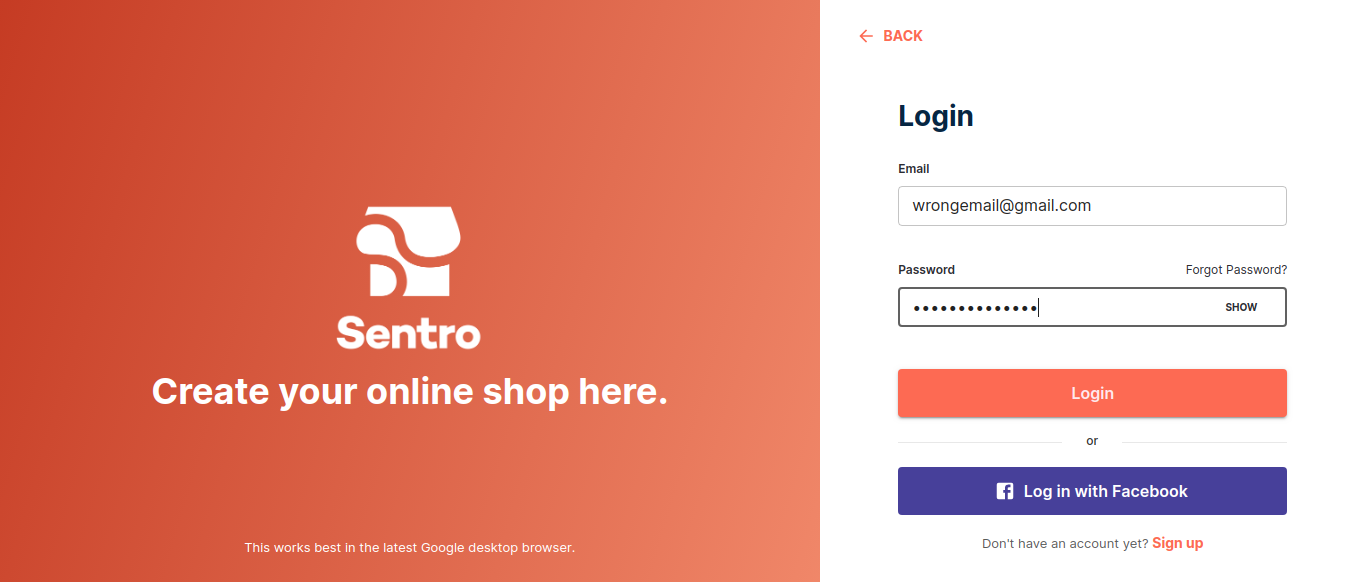 Sentro
Create your online shop here.
This works best in the latest Google desktop browser.
BACK
Login
Email
wrongemail@gmail.com
Password Forgot Password?
•••••••••••••• SHOW
Login
or
Log in with Facebook
Don't have an account yet? Sign up